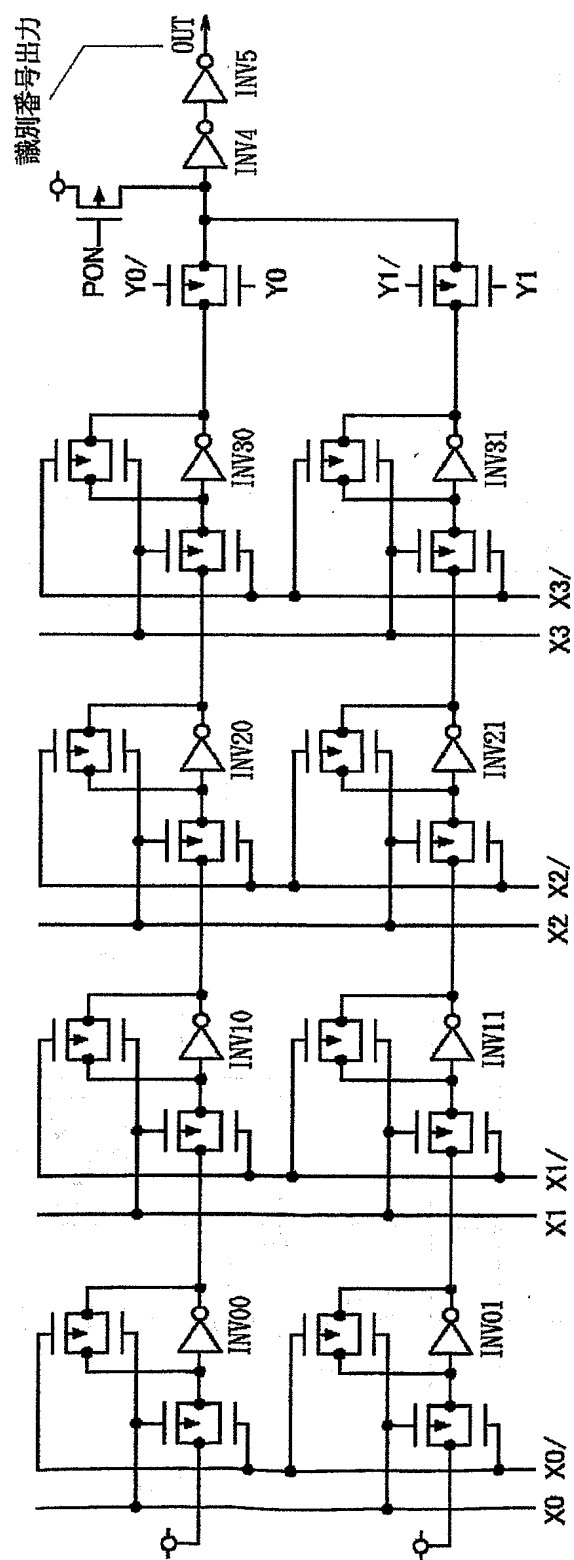 識別番号出力
OUT
INV5
INV4
PON
Y0/
Y0
Y1/
Y1
INV30
INV31
X3/
X3
INV20
INV21
X2/
X2
INV10
INV11
X1/
X1
INV00
INV01
X0/
X0